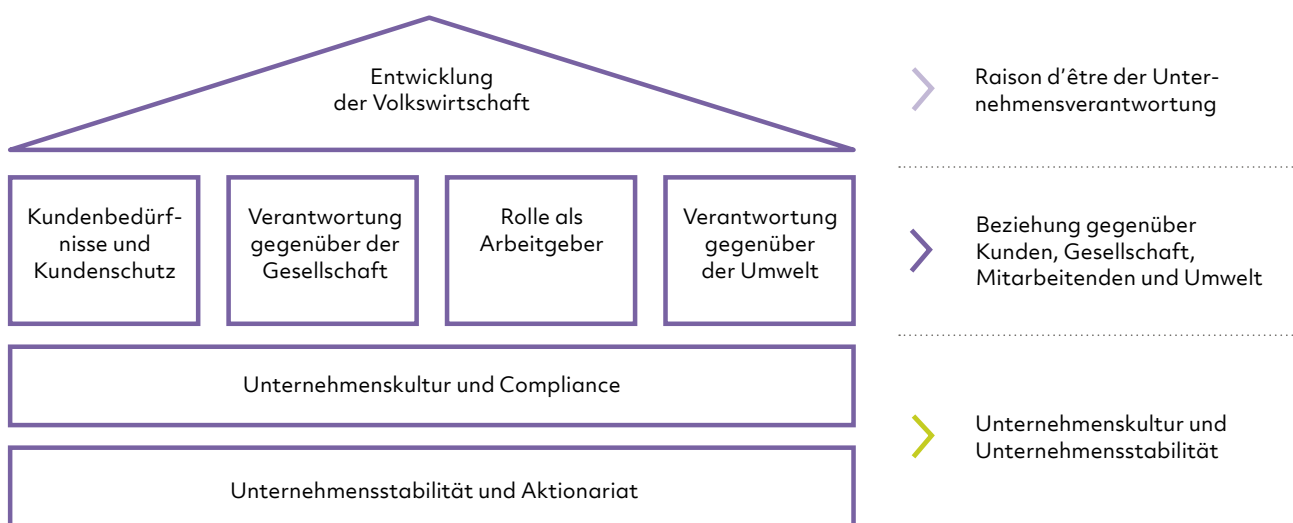 Entwicklung
der Volkswirtschaft
Raison d’être der Unter-
nehmensverantwortung
Kundenbedürf-
nisse und
Kundenschutz
Verantwortung
gegenüber der
Gesellschaft
Rolle als
Arbeitgeber
Verantwortung
gegenüber
der Umwelt
Beziehung gegenüber
Kunden, Gesellschaft,
Mitarbeitenden und Umwelt
Unternehmenskultur und Compliance
Unternehmensstabilität und Aktionariat
Unternehmenskultur und
Unternehmensstabilität